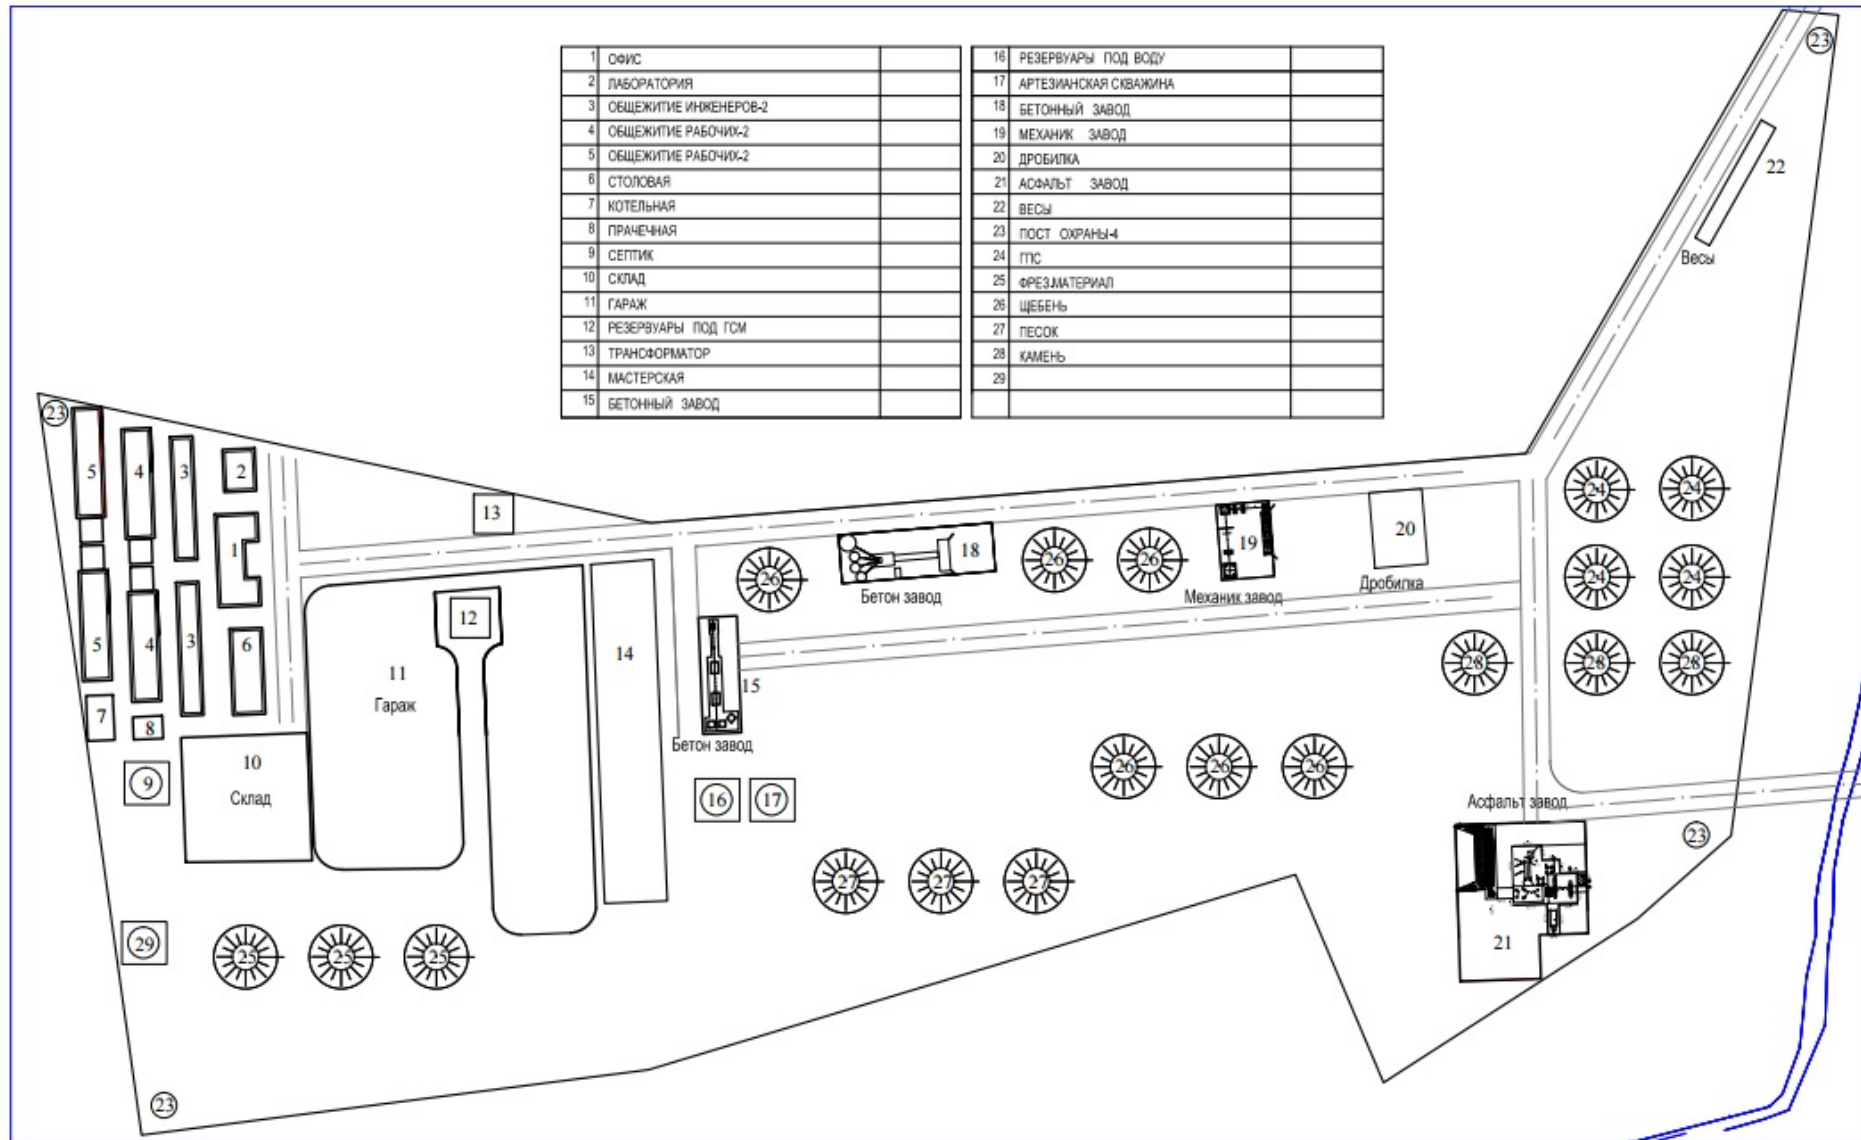 1 ОФИС
2 ЛАБОРАТОРИЯ
3 ОБЩЕЖИТИЕ ИНЖЕНЕРОВ-2
4 ОБЩЕЖИТИЕ РАБОЧИХ-2
5 ОБЩЕЖИТИЕ РАБОЧИХ-2
6 СТОЛОВАЯ
7 КОТЕЛЬНАЯ
8 ПРАЧЕЧНАЯ
9 СЕПТИК
10 СКЛАД
11 ГАРАЖ
12 РЕЗЕРВУАРЫ ПОД ГСМ
13 ТРАНСФОРМАТОР
14 МАСТЕРСКАЯ
15 БЕТОННЫЙ ЗАВОД
16 РЕЗЕРВУАРЫ ПОД ВОДУ
17 АРТЕЗИАНСКАЯ СКВАЖИНА
18 БЕТОННЫЙ ЗАВОД
19 МЕХАНИК ЗАВОД
20 ДРОБИЛКА
21 АСФАЛЬТ ЗАВОД
22 ВЕСЫ
23 ПОСТ ОХРАНЫ-4
24 ГПС
25 ФРЕЗ.МАТЕРИАЛ
26 ЩЕБЕНЬ
27 ПЕСОК
28 КАМЕНЬ
29
23
22
Весы
23
5
4
3
2
13
1
18
Бетон завод
26
26
26
19
Механик завод
20
Дробилка
24
24
24
24
5
4
3
6
12
11
Гараж
14
15
Бетон завод
28
28
28
7
8
9
10
Склад
16
17
26
26
26
Асфальт завод
23
27
27
27
21
29
25
25
25
23